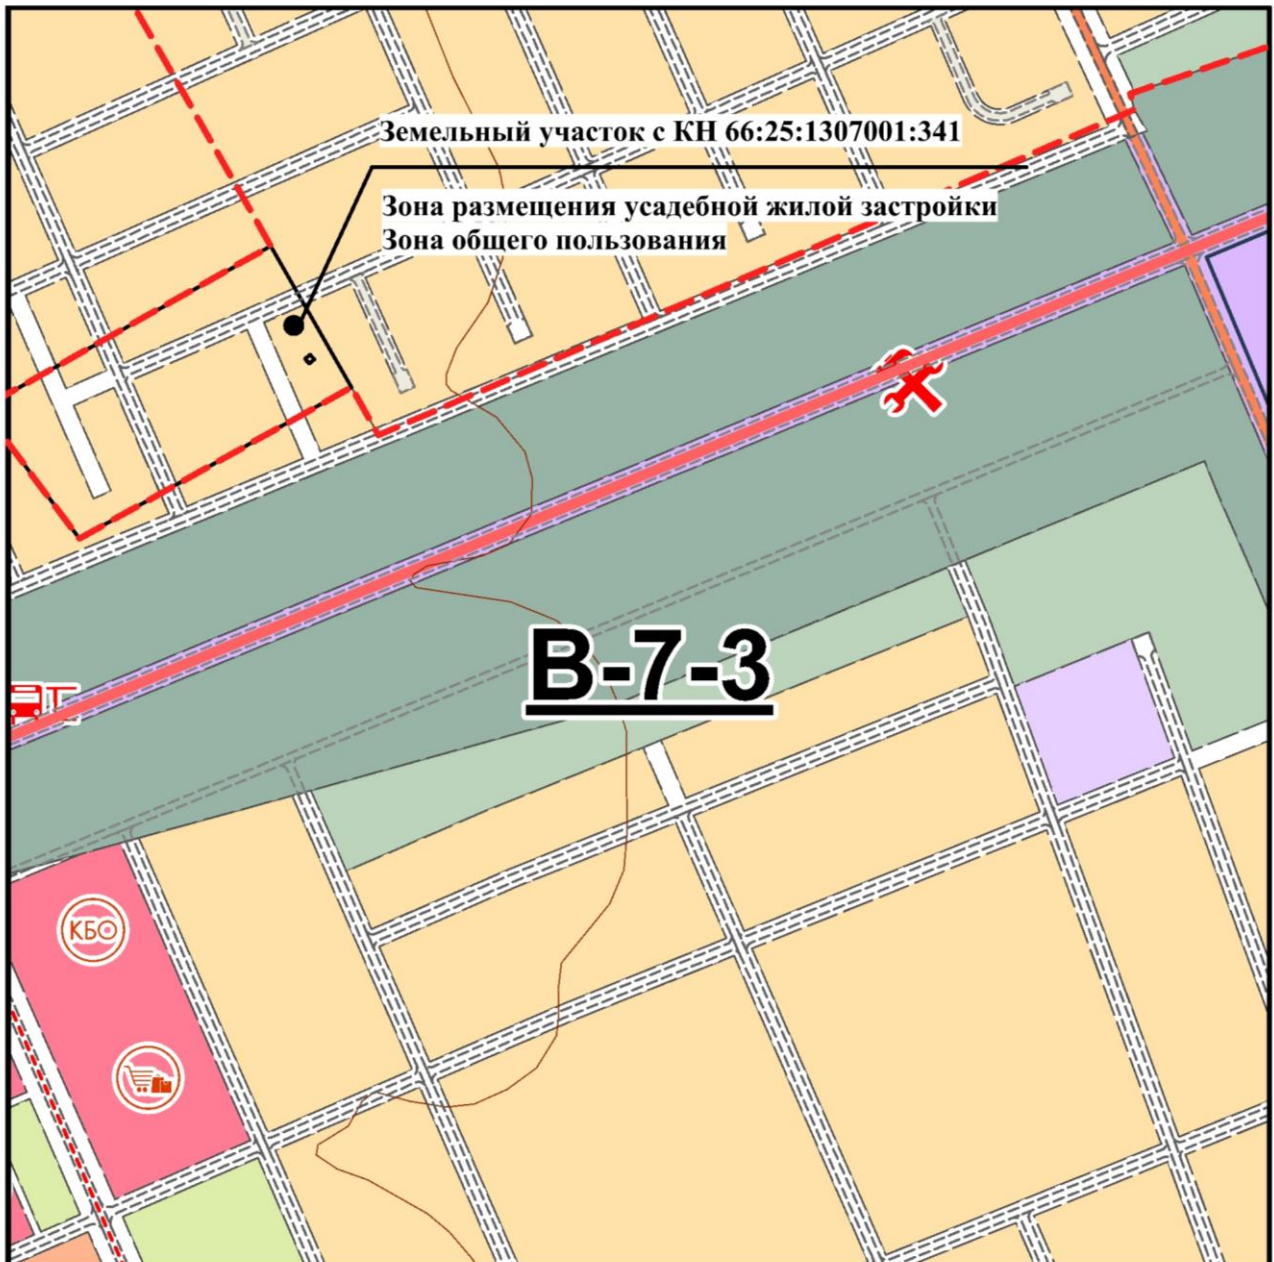 Земельный участок с КН 66:25:1307001:341
Зона размещения усадебной жилой застройки
Зона общего пользования
В-7-3
КБО